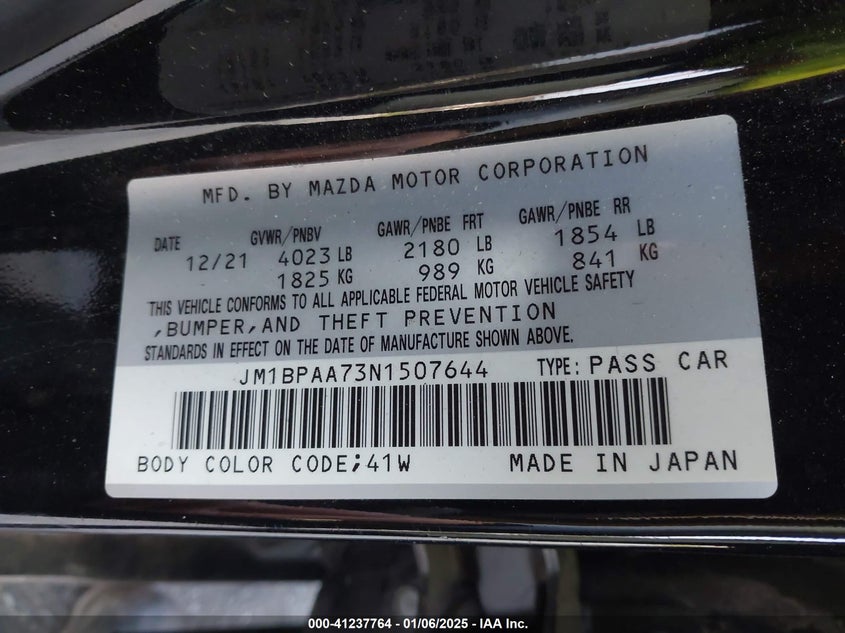 MFD. BY MAZDA MOTOR CORPORATION
DATE GVWR/PNBV GAWR/PNBE FRT GAWR/PNBE RR
12/21 4023 LB 2180 LB 1854 LB
1825 KG 989 KG 841 KG
THIS VEHICLE CONFORMS TO ALL APPLICABLE FEDERAL MOTOR VEHICLE SAFETY
,BUMPER,AND THEFT PREVENTION
STANDARDS IN EFFECT ON THE DATE OF MANUFACTURE SHOWN ABOVE.
JM1BPAA73N1507644 TYPE: PASS CAR
BODY COLOR CODE;41W MADE IN JAPAN
000-41237764 - 01/06/2025 - IAA Inc.